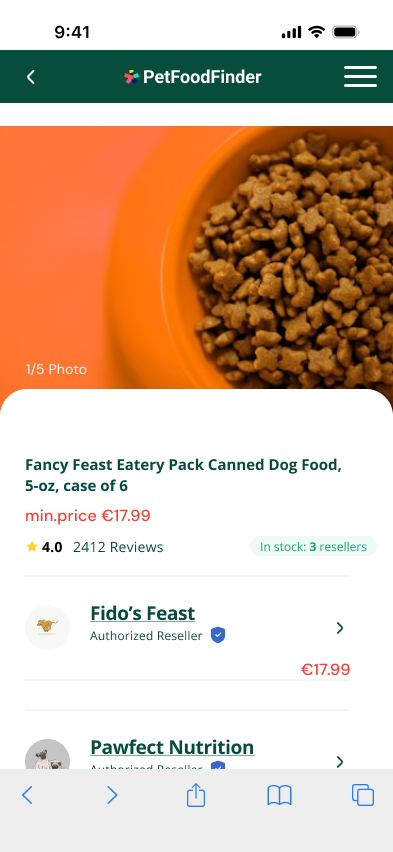 9:41
PetFoodFinder
1/5 Photo
Fancy Feast Eatery Pack Canned Dog Food,
5-oz, case of 6
min.price €17.99
4.0 2412 Reviews
In stock: 3 resellers
Fido's Feast
Authorized Reseller
€17.99
Pawfect Nutrition
Authorized Reseller